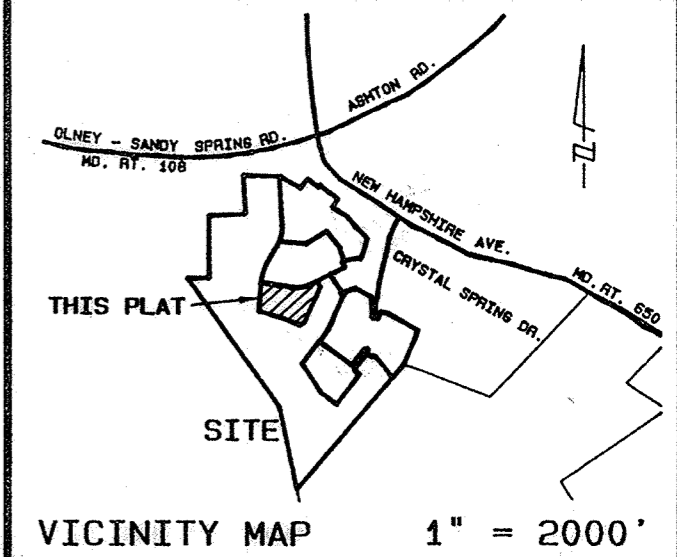 ASHTON RD.
OLNEY - SANDY SPRING RD.
MD. RT. 108
N
NEW HAMPSHIRE AVE.
CRYSTAL SPRING DR.
MD. RT. 650
THIS PLAT
SITE
VICINITY MAP 1" = 2000'